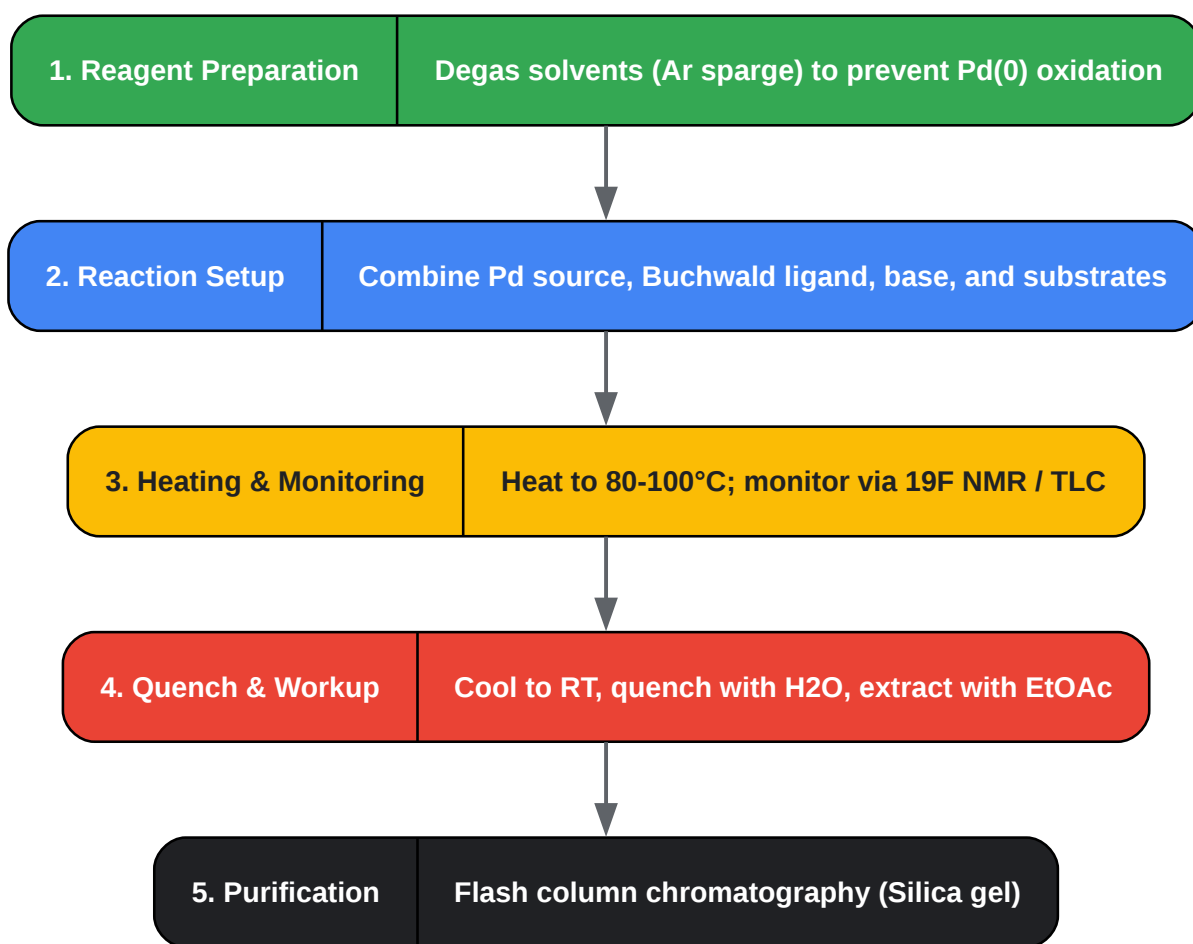 1. Reagent Preparation Degas solvents (Ar sparge) to prevent Pd(0) oxidation
2. Reaction Setup Combine Pd source, Buchwald ligand, base, and substrates
3. Heating & Monitoring Heat to 80-100°C; monitor via 19F NMR / TLC
4. Quench & Workup Cool to RT, quench with H2O, extract with EtOAc
5. Purification Flash column chromatography (Silica gel)